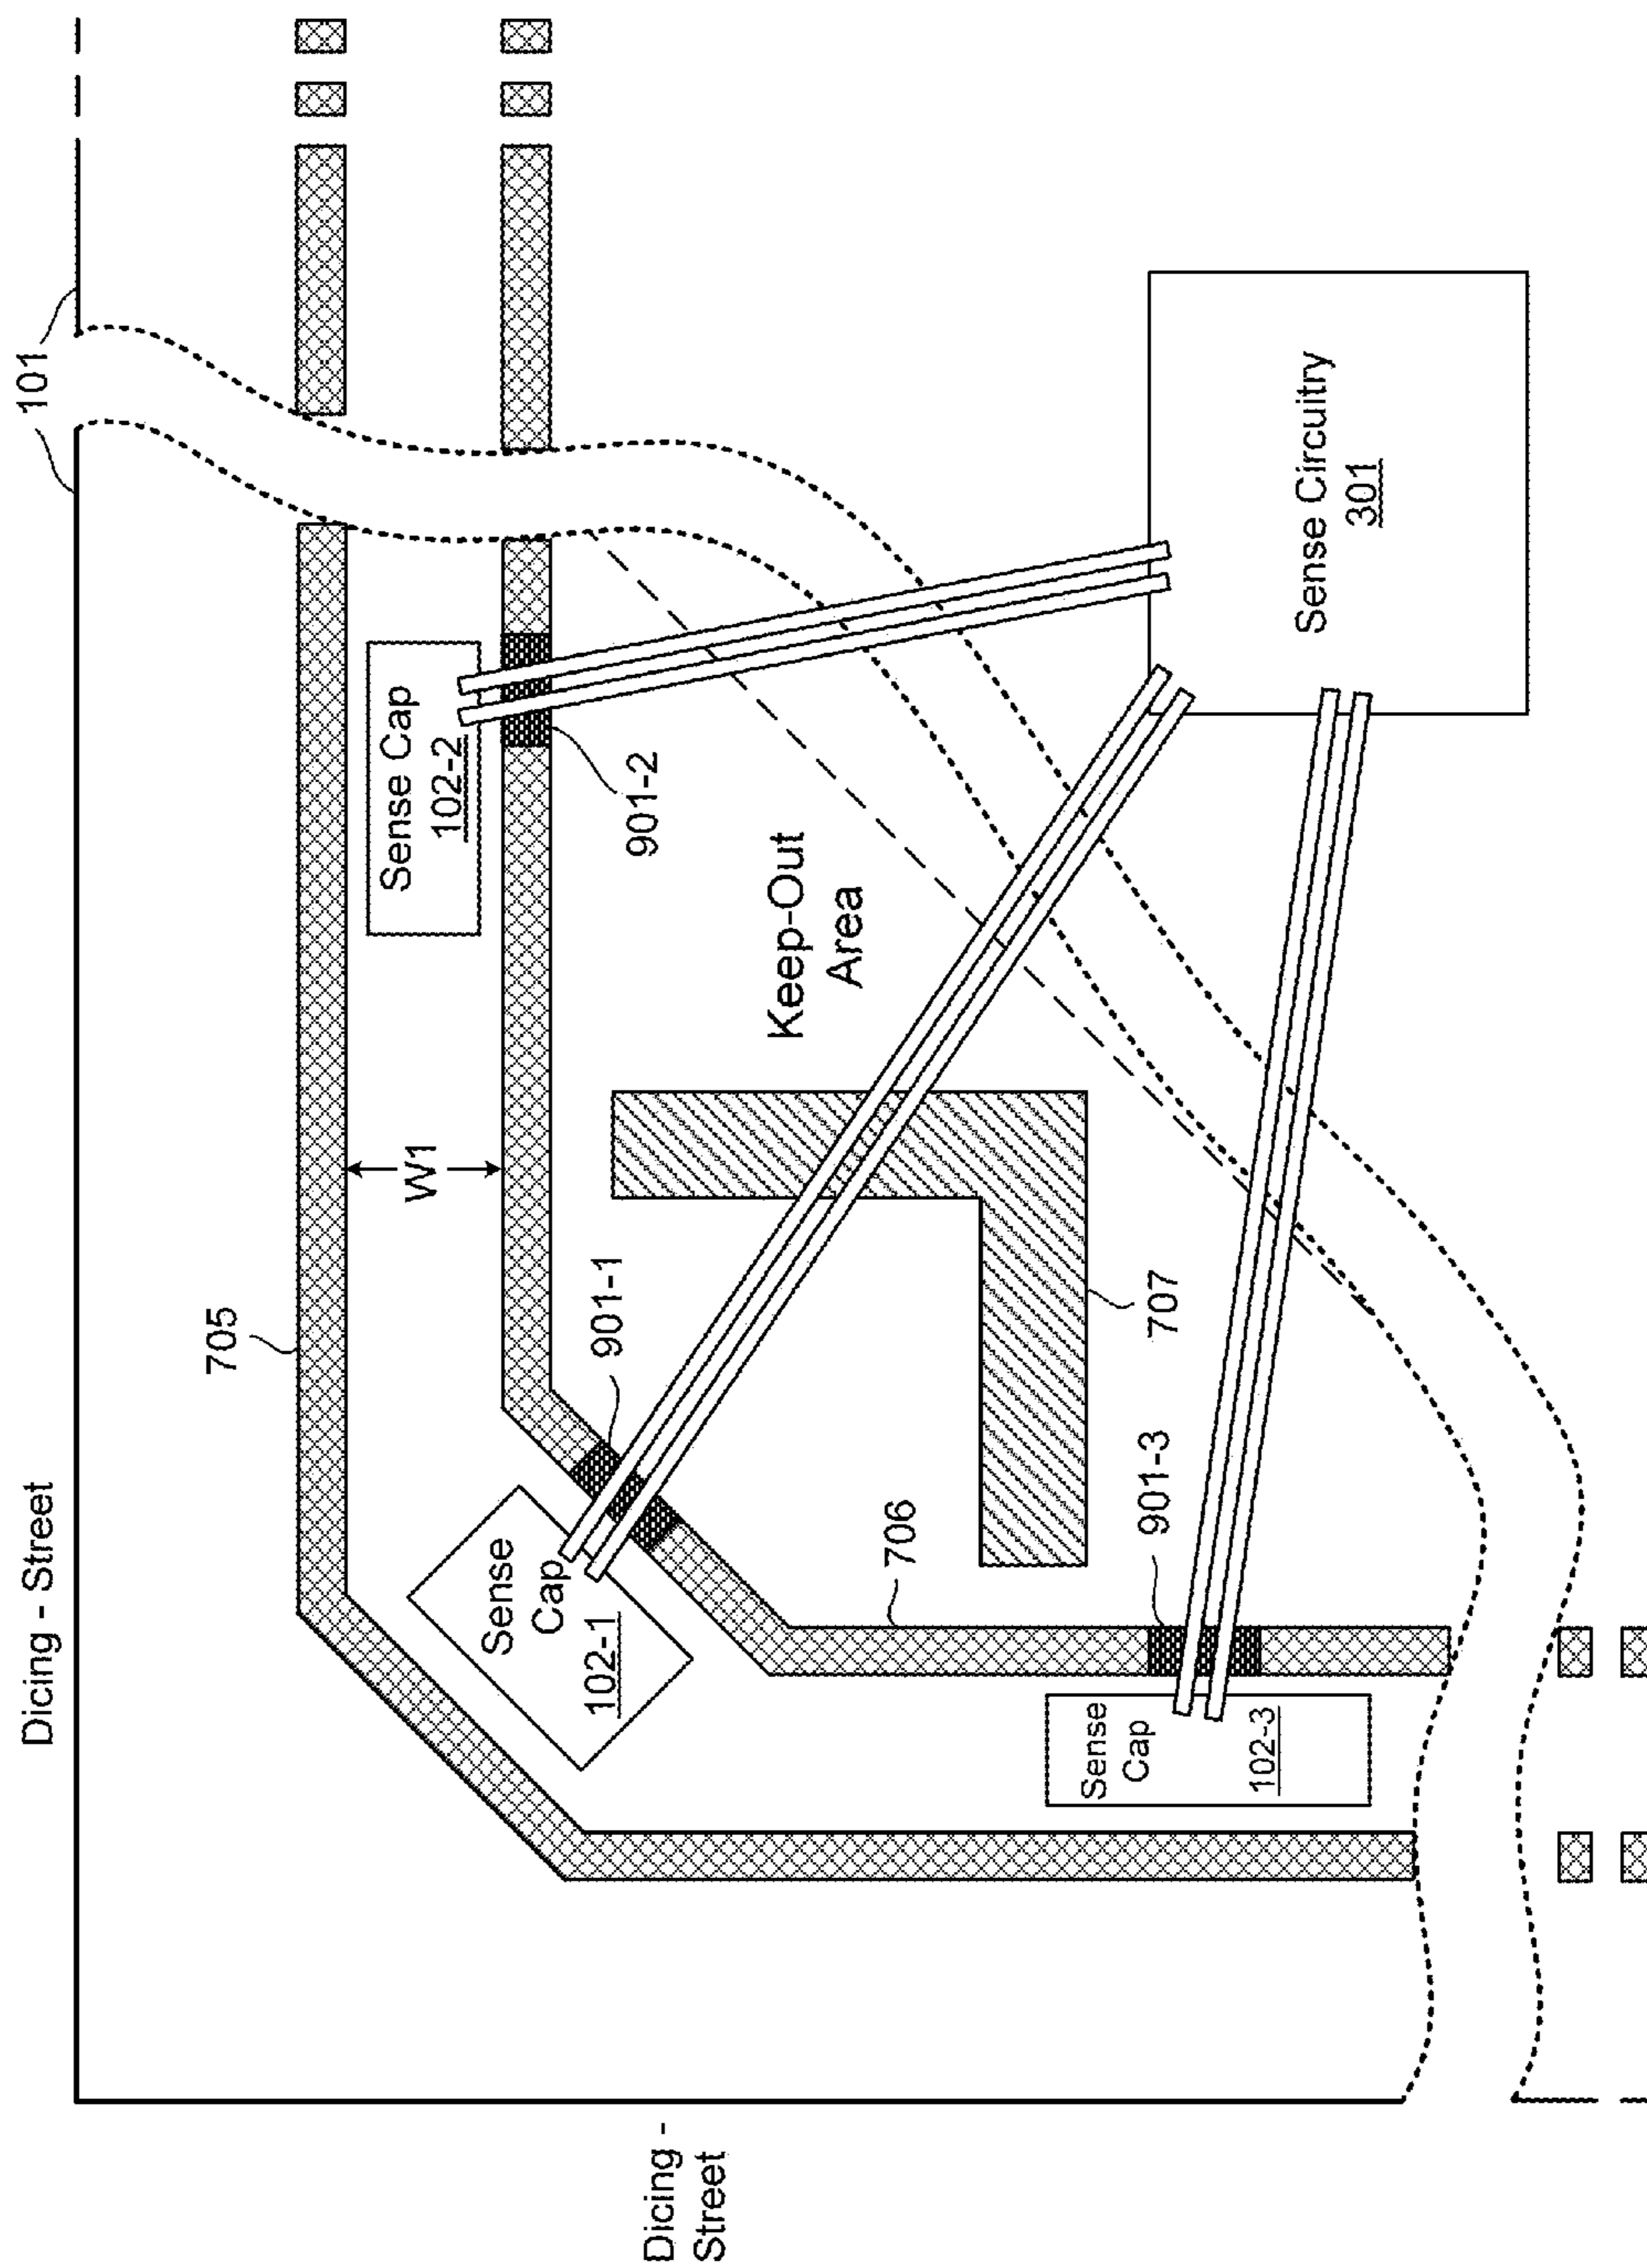 Dicing - Street
Dicing -
Street
101
705
W1
Sense Cap
102-2
901-2
Sense
Cap
102-1
901-1
Keep-Out
Area
706
707
Sense
Cap
102-3
901-3
Sense Circuitry
301